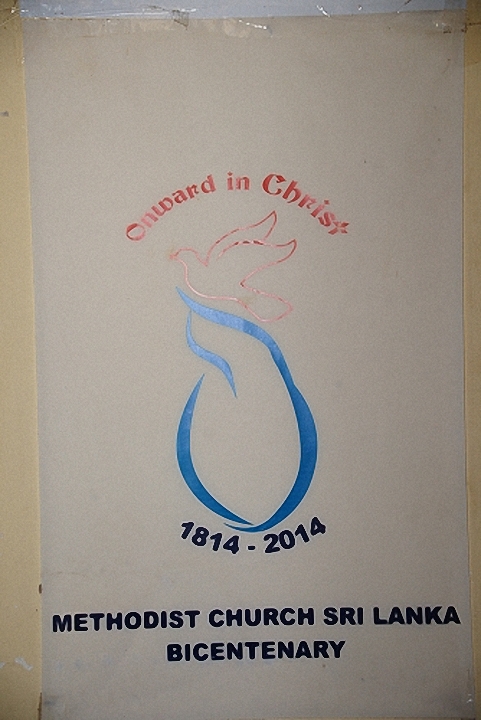 Onward in Christ
1814 - 2014
METHODIST CHURCH SRI LANKA
BICENTENARY